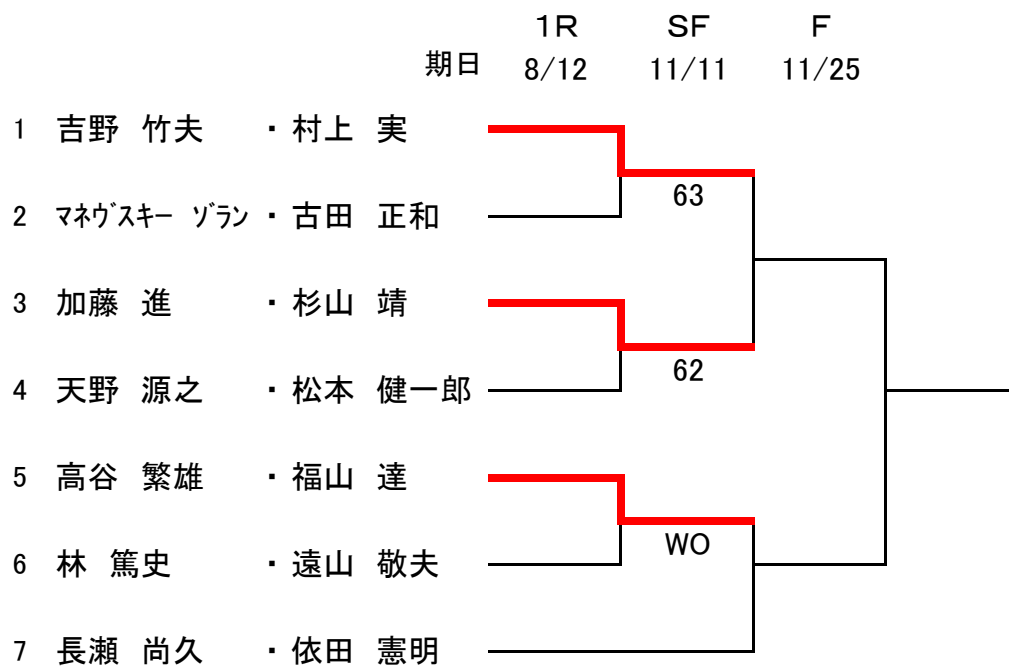 1R SF F
期日 8/12 11/11 11/25
1 吉野 竹夫 ・ 村上 実
63
2 マネヴスキー ゾラン ・ 古田 正和
3 加藤 進 ・ 杉山 靖
62
4 天野 源之 ・ 松本 健一郎
5 高谷 繁雄 ・ 福山 達
WO
6 林 篤史 ・ 遠山 敬夫
7 長瀬 尚久 ・ 依田 憲明